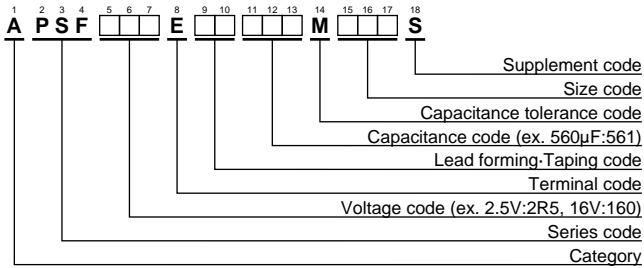 1 2 3 4 5 6 7 8 9 10 11 12 13 14 15 16 17 18
A P S F E M S
Supplement code
Size code
Capacitance tolerance code
Capacitance code (ex. 560µF:561)
Lead forming·Taping code
Terminal code
Voltage code (ex. 2.5V:2R5, 16V:160)
Series code
Category